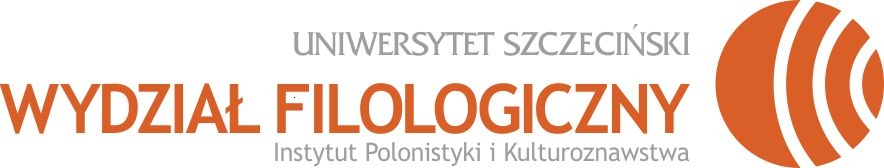 UNIWERSYTET SZCZECIŃSKI
WYDZIAŁ FILOLOGICZNY
Instytut Polonistyki i Kulturoznawstwa